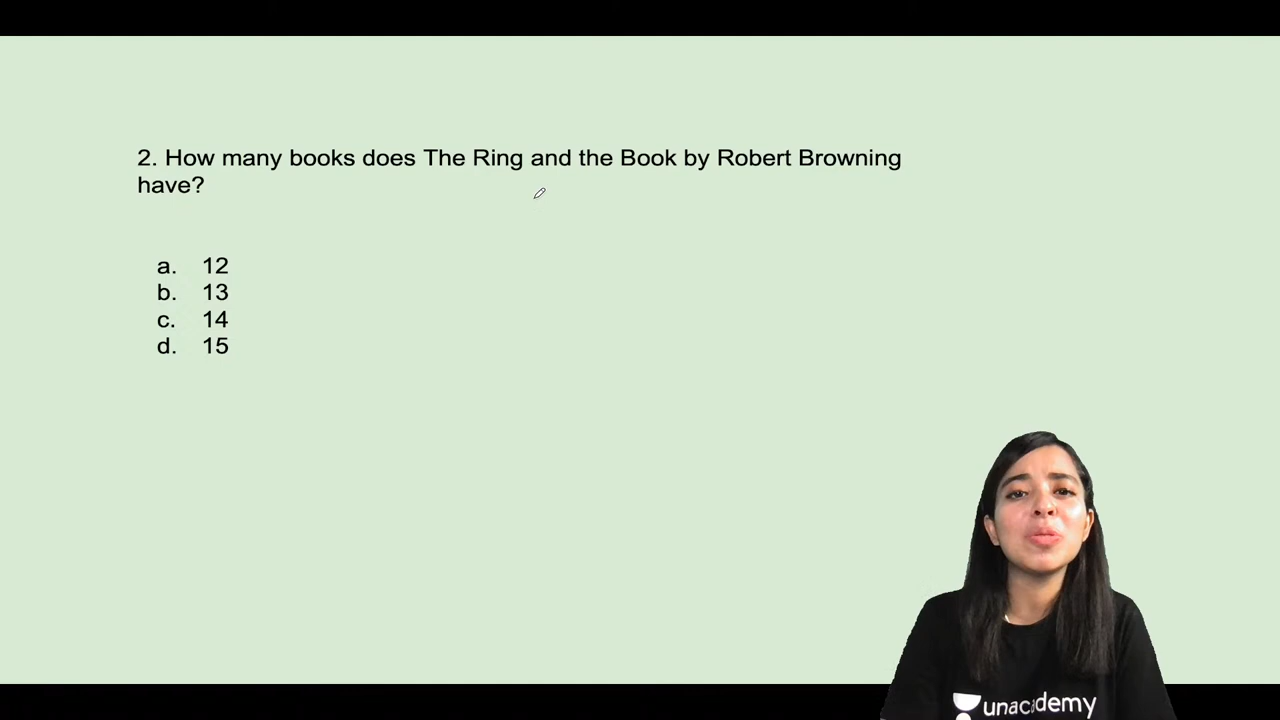 2. How many books does The Ring and the Book by Robert Browning
have?
a. 12
b. 13
c. 14
d. 15
unacademy